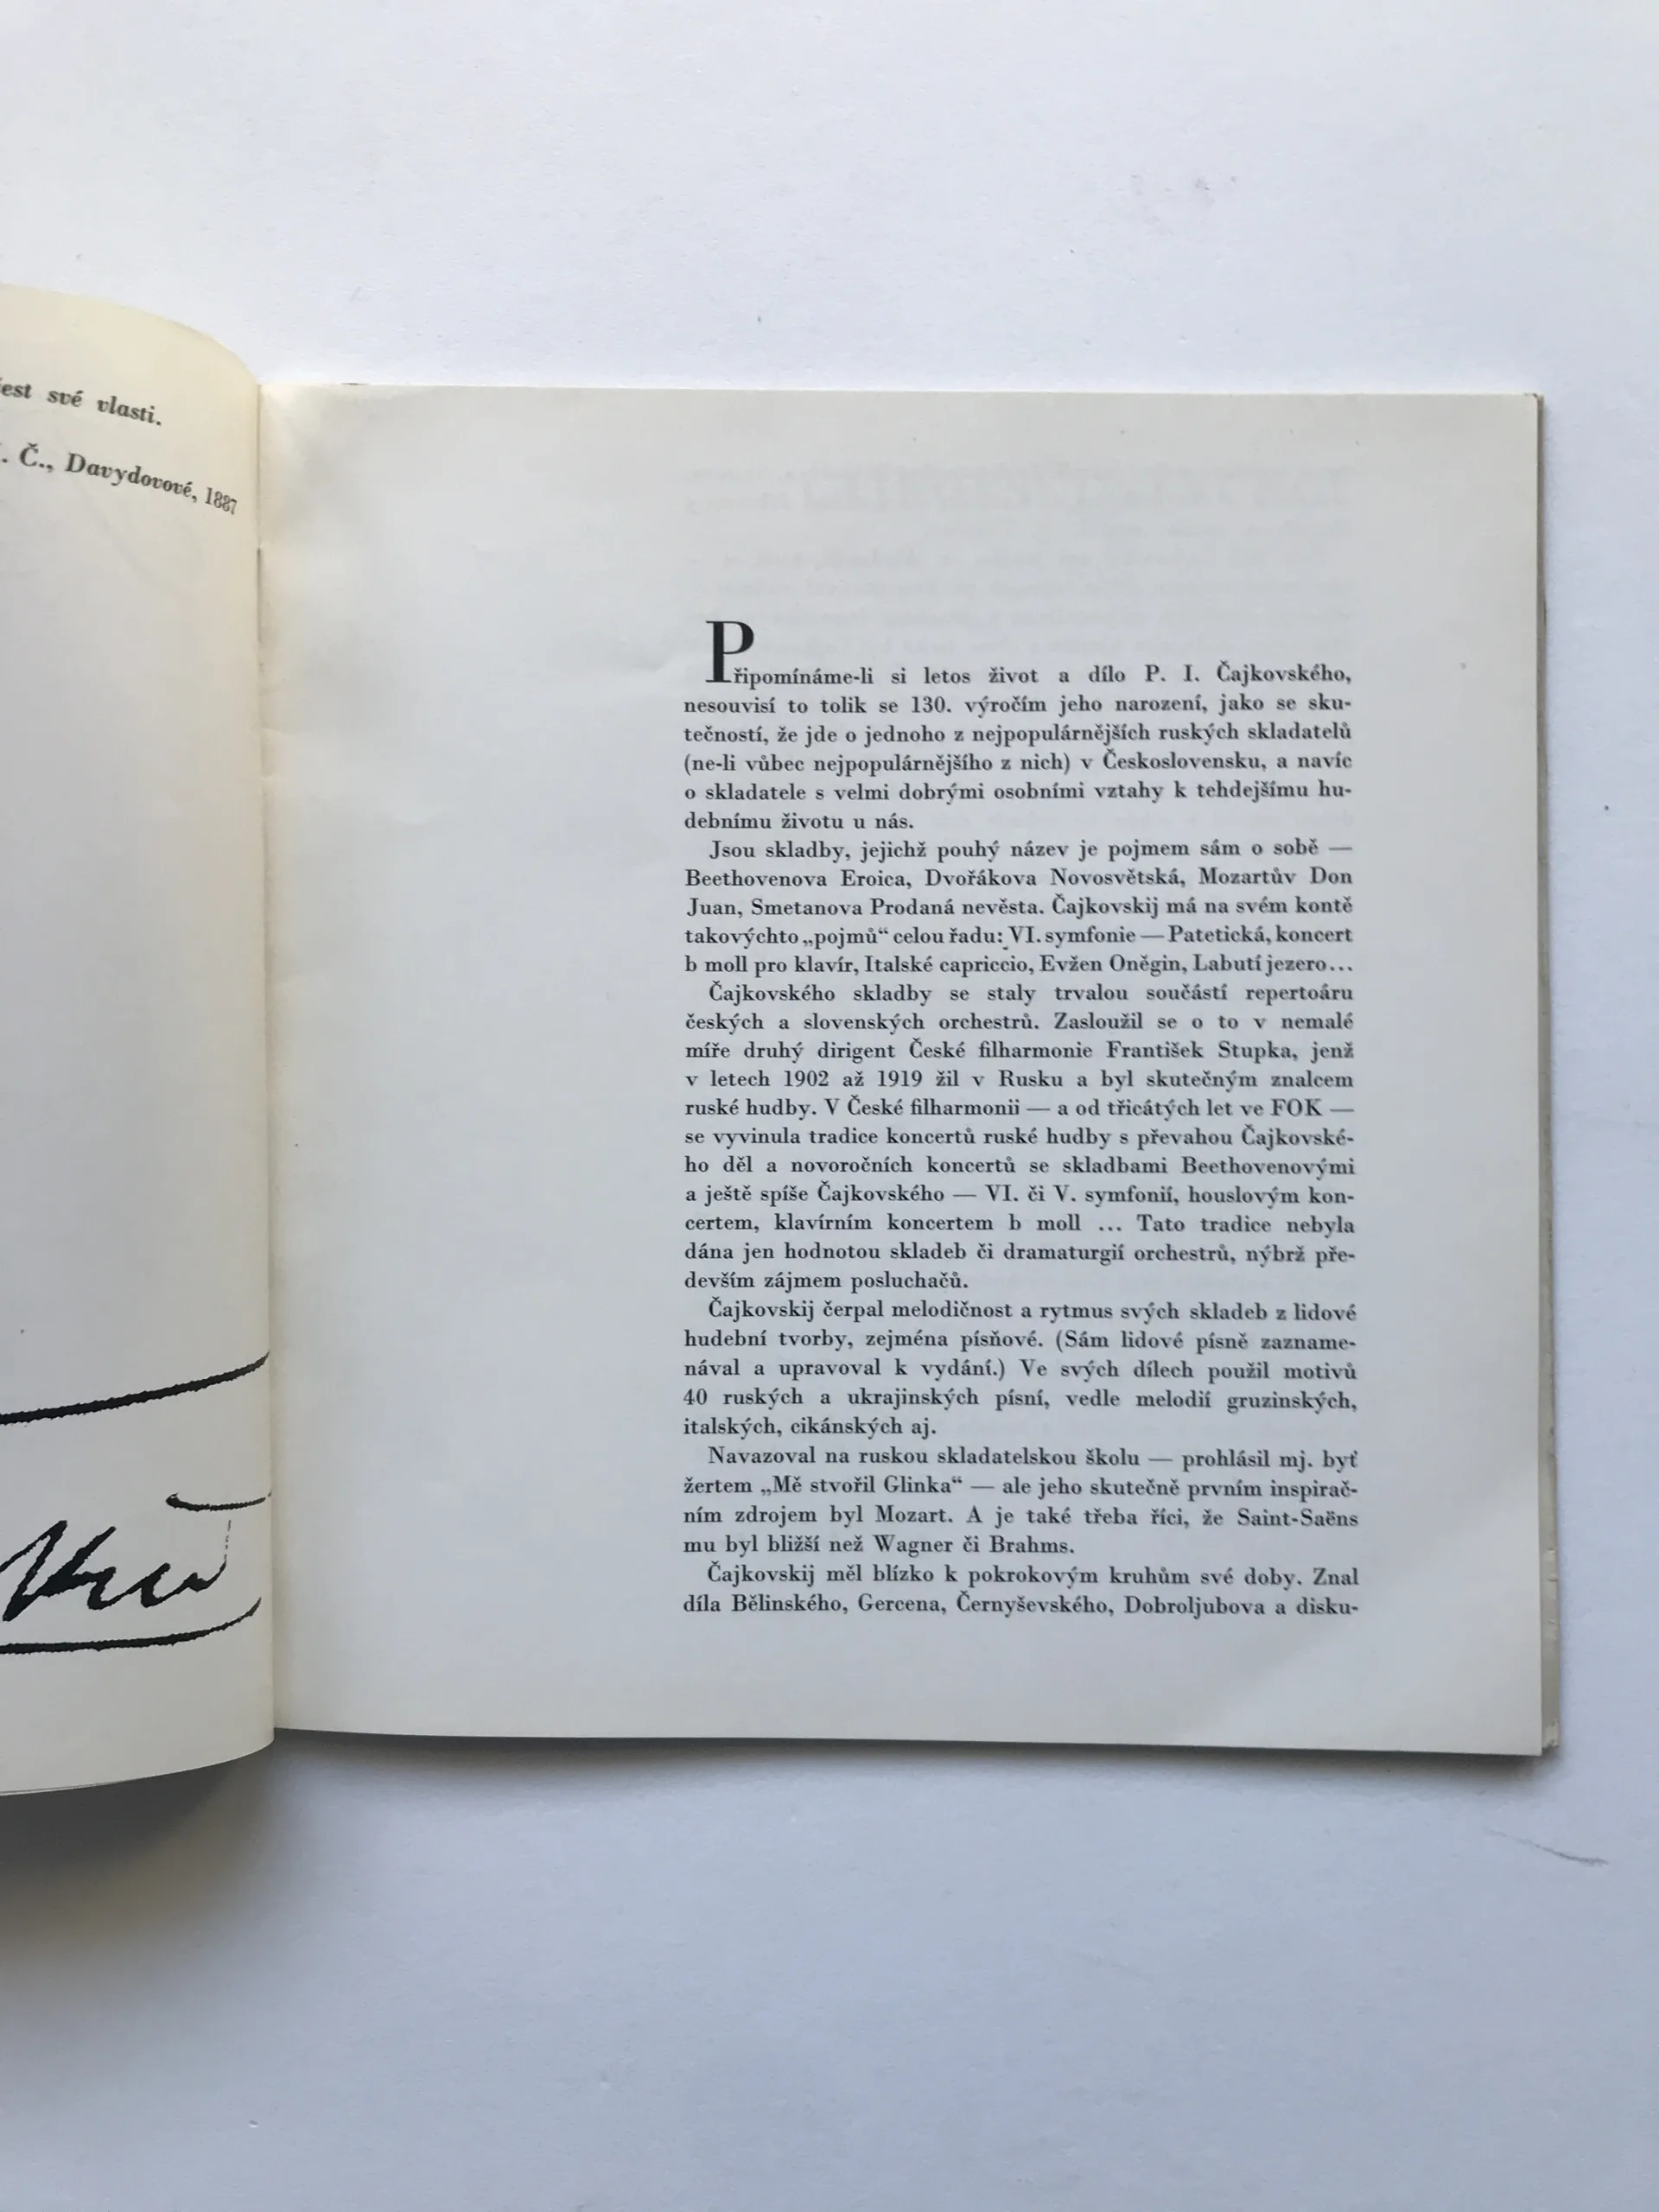 své vlasti.
Č., Davydovové, 1887
Připomínáme-li si letos život a dílo P. I. Čajkovského,
nesouvisí to tolik se 130. výročím jeho narození, jako se sku-
tečností, že jde o jednoho z nejpopulárnějších ruských skladatelů
(ne-li vůbec nejpopulárnějšího z nich) v Československu, a navíc
o skladatele s velmi dobrými osobními vztahy k tehdejšímu hu-
debnímu životu u nás.
Jsou skladby, jejichž pouhý název je pojmem sám o sobě —
Beethovenova Eroica, Dvořákova Novosvětská, Mozartův Don
Juan, Smetanova Prodaná nevěsta. Čajkovskij má na svém kontě
takovýchto „pojmů“ celou řadu: VI. symfonie — Patetická, koncert
b moll pro klavír, Italské capriccio, Evžen Oněgin, Labutí jezero...
Čajkovského skladby se staly trvalou součástí repertoáru
českých a slovenských orchestrů. Zasloužil se o to v nemalé
míře druhý dirigent České filharmonie František Stupka, jenž
v letech 1902 až 1919 žil v Rusku a byl skutečným znalcem
ruské hudby. V České filharmonii — a od třicátých let ve FOK —
se vyvinula tradice koncertů ruské hudby s převahou Čajkovské-
ho děl a novoročních koncertů se skladbami Beethovenovými
a ještě spíše Čajkovského — VI. či V. symfonií, houslovým kon-
certem, klavírním koncertem b moll ... Tato tradice nebyla
dána jen hodnotou skladeb či dramaturgií orchestrů, nýbrž pře-
devším zájmem posluchačů.
Čajkovskij čerpal melodičnost a rytmus svých skladeb z lidové
hudební tvorby, zejména písňové. (Sám lidové písně zazname-
nával a upravoval k vydání.) Ve svých dílech použil motivů
40 ruských a ukrajinských písní, vedle melodií gruzinských,
italských, cikánských aj.
Navazoval na ruskou skladatelskou školu — prohlásil mj. byť
žertem „Mě stvořil Glinka“ — ale jeho skutečně prvním inspirač-
ním zdrojem byl Mozart. A je také třeba říci, že Saint-Saëns
mu byl bližší než Wagner či Brahms.
Čajkovskij měl blízko k pokrokovým kruhům své doby. Znal
díla Bělinského, Gercena, Černyševského, Dobroljubova a disku-